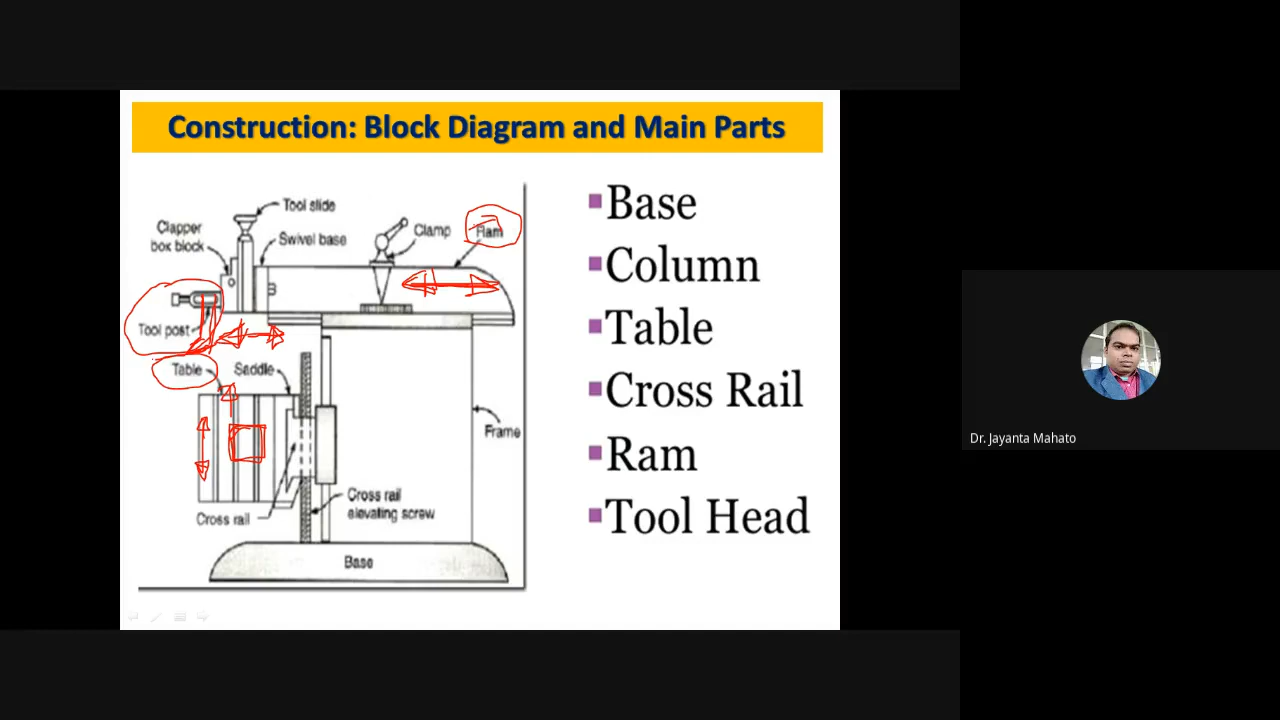 Construction: Block Diagram and Main Parts
Tool slide
Clapper
box block
Swivel base
Clamp
Ram
Tool post
Table
Saddle
Frame
Cross rail
Cross rail
elevating screw
Base
Base
Column
Table
Cross Rail
Ram
Tool Head
Dr. Jayanta Mahato